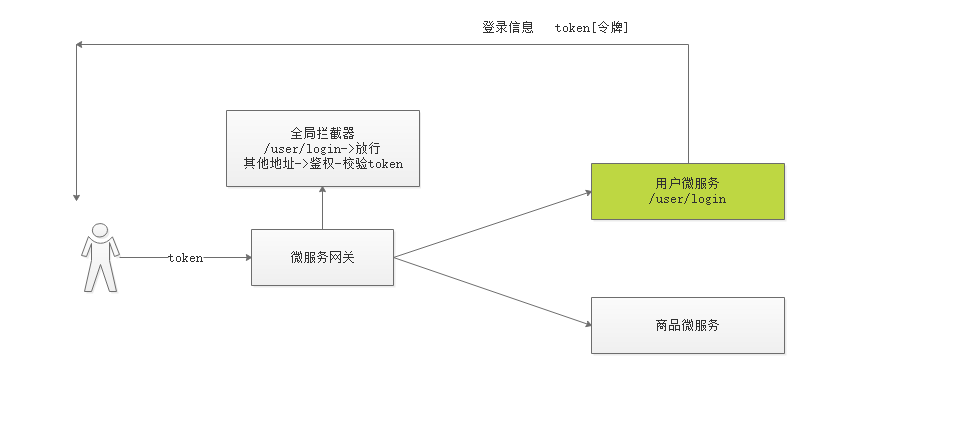 登录信息 token[令牌]
全局拦截器
/user/login->放行
其他地址->鉴权-校验token
用户微服务
/user/login
token
微服务网关
商品微服务